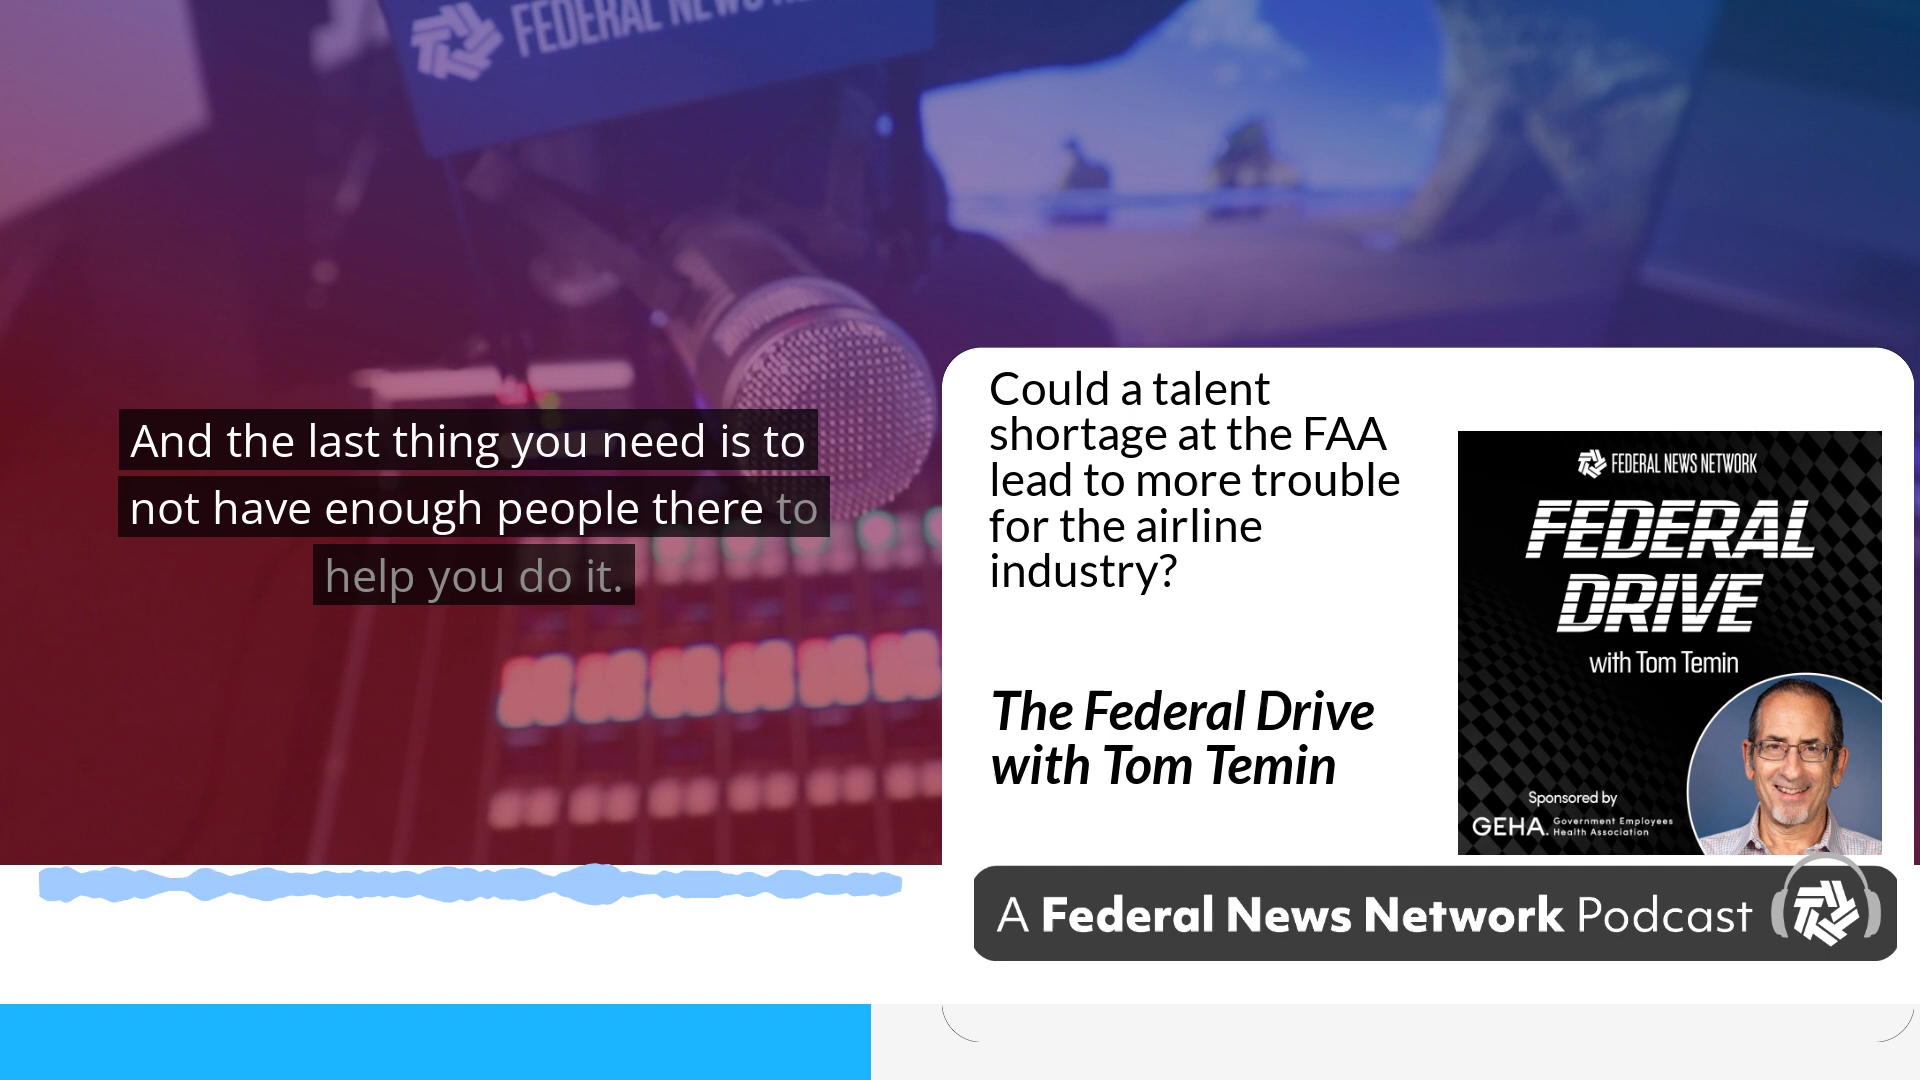 FEDERAL NEWS
And the last thing you need is to
not have enough people there to
help you do it.
Could a talent
shortage at the FAA
lead to more trouble
for the airline
industry?
The Federal Drive
with Tom Temin
FEDERAL NEWS NETWORK
FEDERAL
DRIVE
with Tom Temin
Sponsored by
GEHA. Government Employees
Health Association
A Federal News Network Podcast